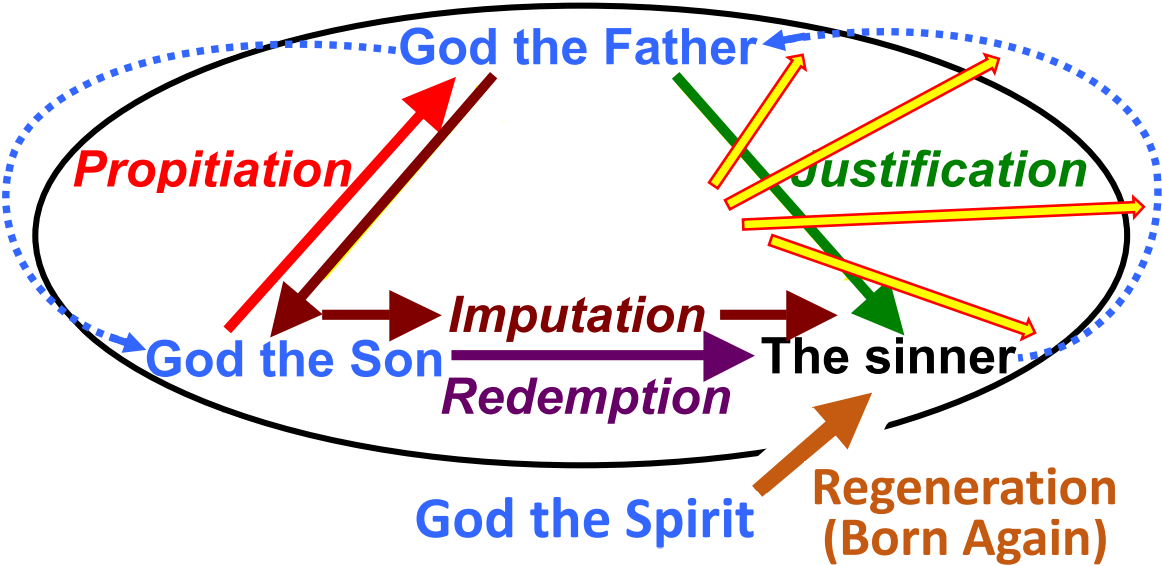 God the Father
Propitiation
Justification
Imputation
God the Son
The sinner
Redemption
God the Spirit
Regeneration
(Born Again)